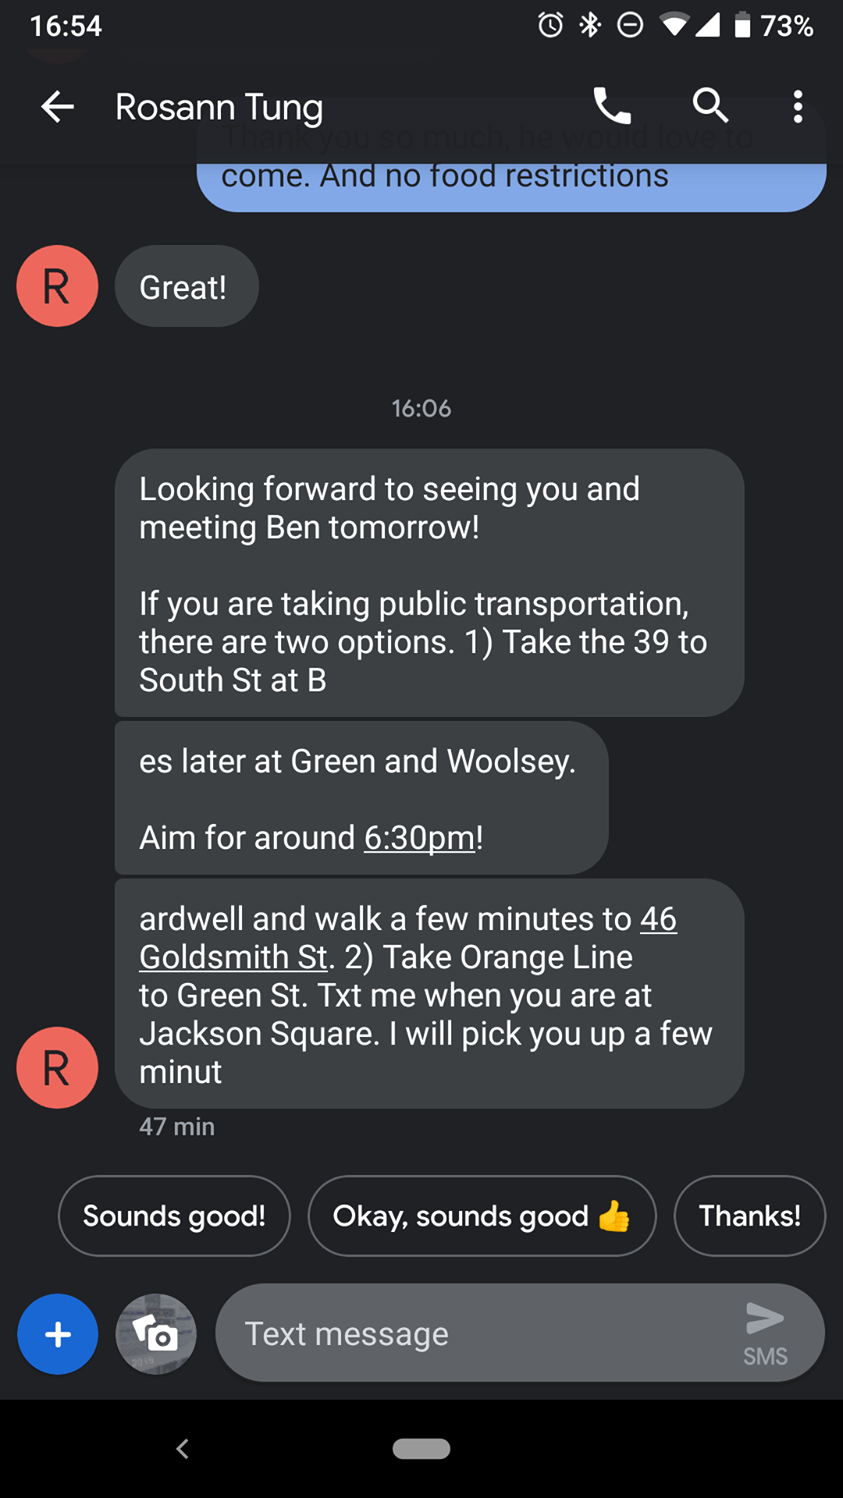 16:54
73%
Rosann Tung
Thank you so much, he would love to
come. And no food restrictions
R
Great!
16:06
Looking forward to seeing you and
meeting Ben tomorrow!
If you are taking public transportation,
there are two options. 1) Take the 39 to
South St at B
es later at Green and Woolsey.
Aim for around 6:30pm!
ardwell and walk a few minutes to 46
Goldsmith St. 2) Take Orange Line
to Green St. Txt me when you are at
Jackson Square. I will pick you up a few
minut
R
47 min
Sounds good!
Okay, sounds good 👍
Thanks!
+
2019
Text message
SMS